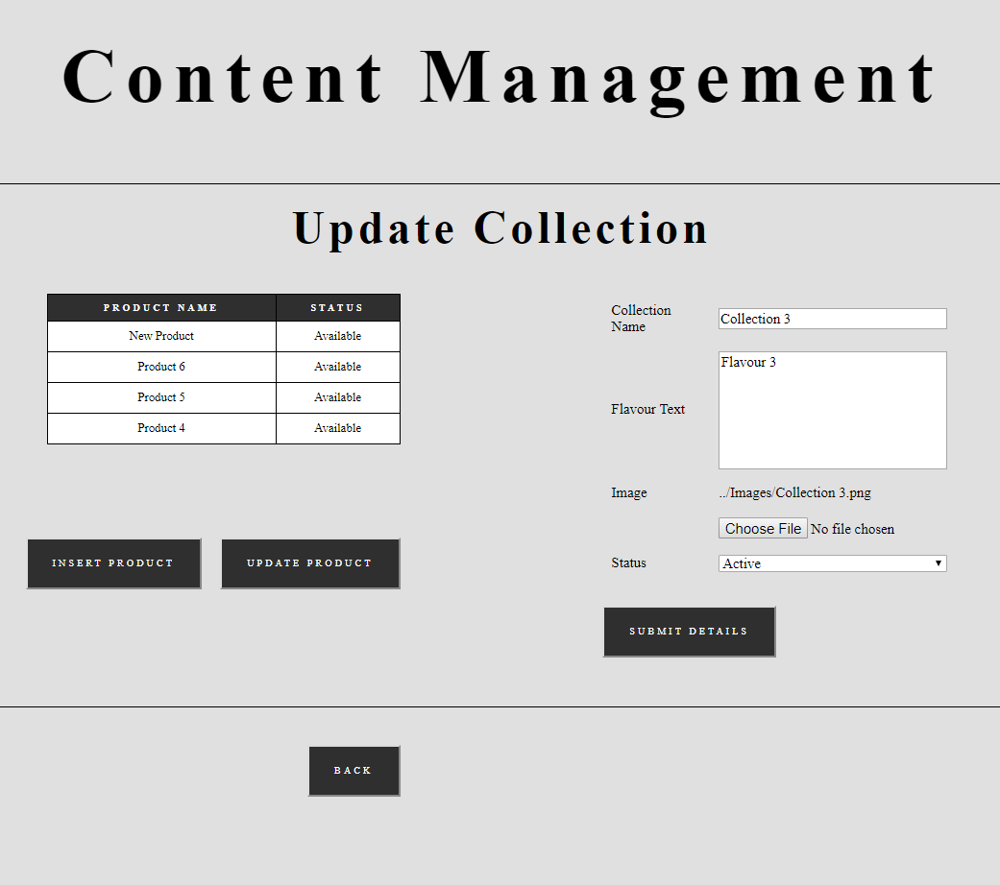 Content Management
Update Collection
PRODUCT NAME STATUS
New Product Available
Product 6 Available
Product 5 Available
Product 4 Available
INSERT PRODUCT UPDATE PRODUCT
Collection
Name
Collection 3
Flavour Text
Flavour 3
Image ../Images/Collection 3.png
Choose File No file chosen
Status Active
SUBMIT DETAILS
BACK